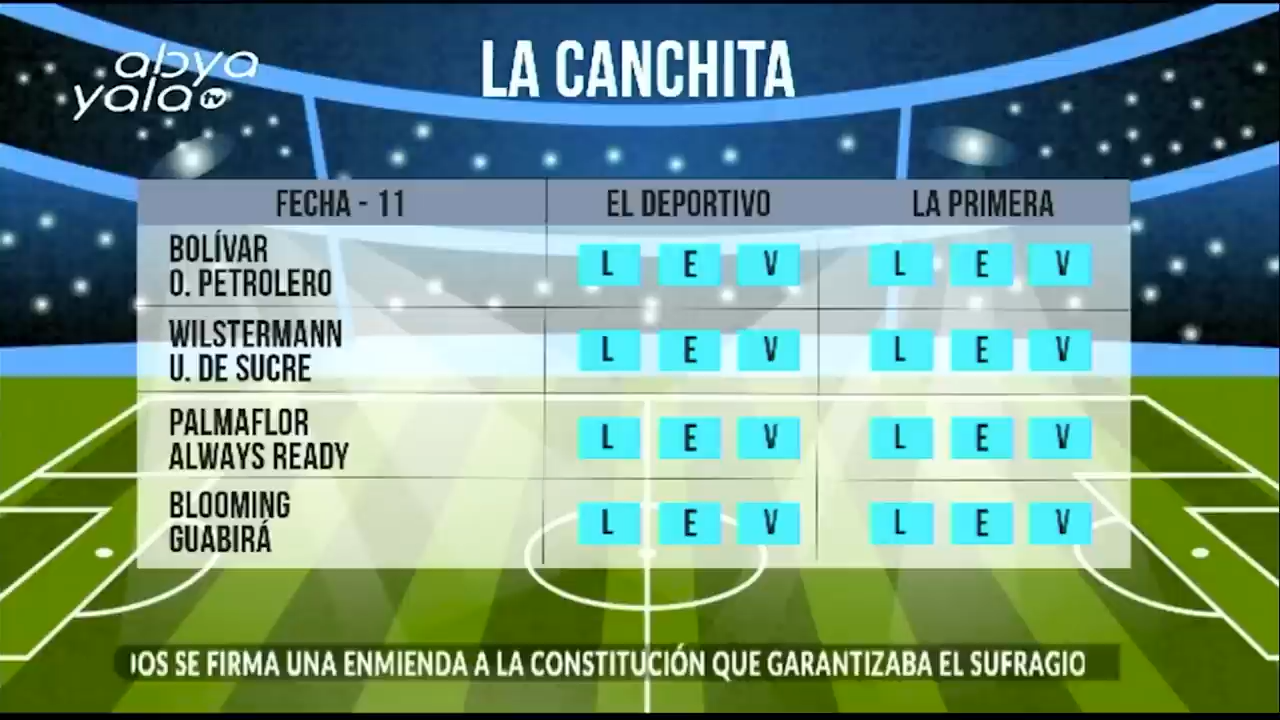 abya
yala tv
LA CANCHITA
FECHA - 11 EL DEPORTIVO LA PRIMERA
BOLÍVAR
O. PETROLERO
L E V L E V
WILSTERMANN
U. DE SUCRE
L E V L E V
PALMAFLOR
ALWAYS READY
L E V L E V
BLOOMING
GUABIRÁ
L E V L E V
SE FIRMA UNA ENMIENDA A LA CONSTITUCIÓN QUE GARANTIZABA EL SUFRAGIO